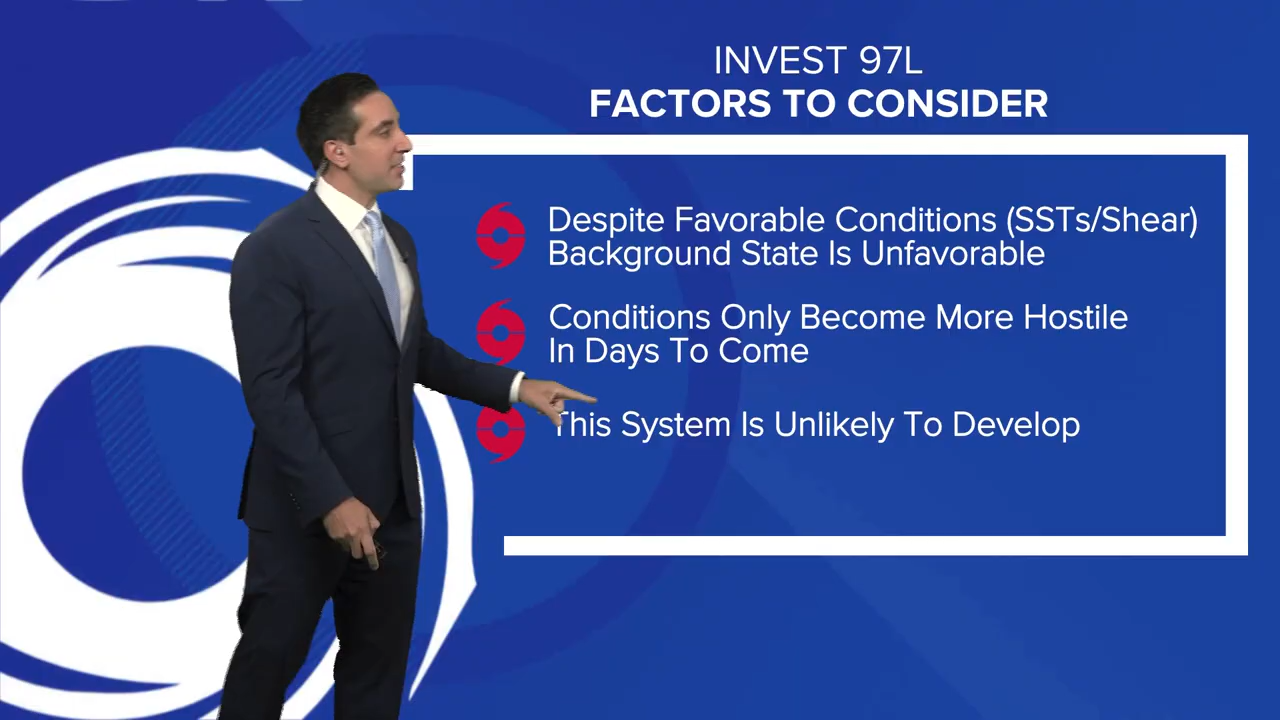 INVEST 97L
FACTORS TO CONSIDER
Despite Favorable Conditions (SSTs/Shear)
Background State Is Unfavorable
Conditions Only Become More Hostile
In Days To Come
This System Is Unlikely To Develop